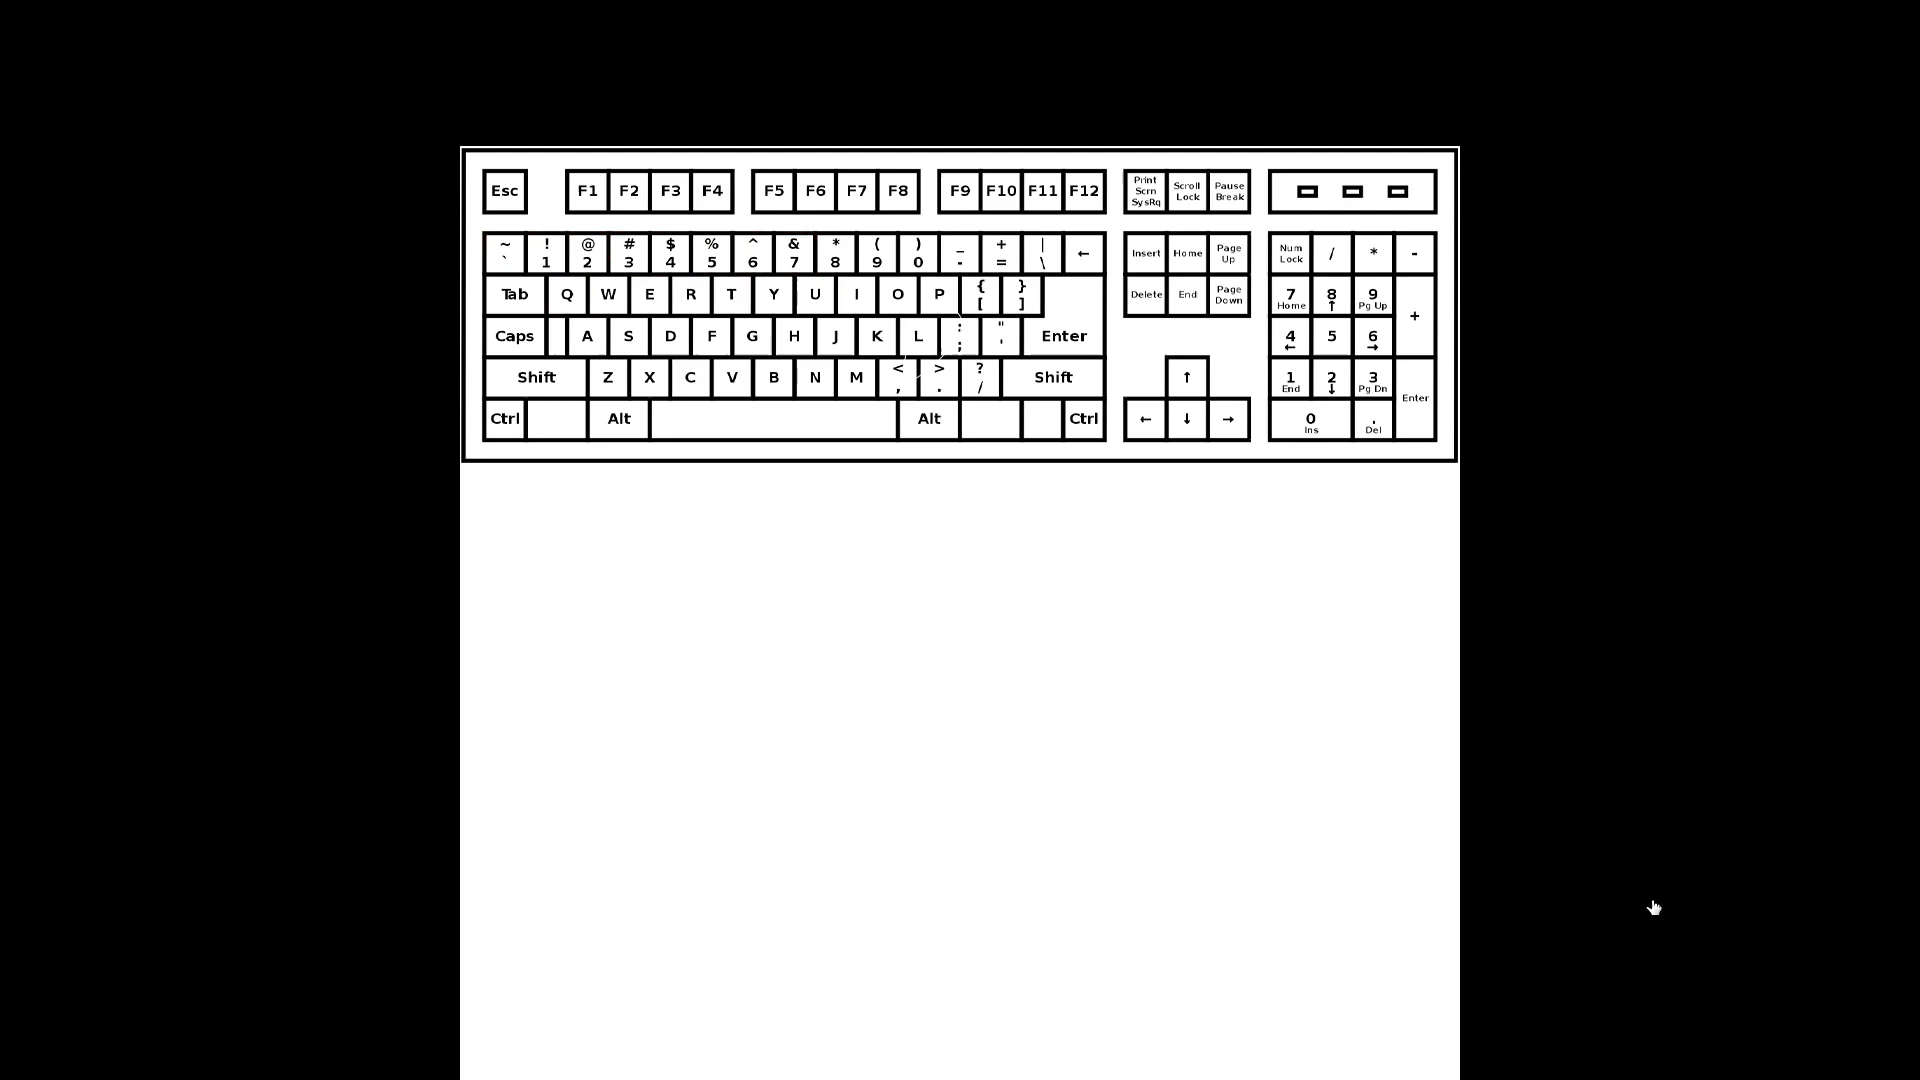 Esc F1 F2 F3 F4 F5 F6 F7 F8 F9 F10 F11 F12 Print Scrn SysRq Scroll Lock Pause Break
~ ` ! 1 @ 2 # 3 $ 4 % 5 ^ 6 & 7 * 8 ( 9 ) 0 _ - + = | \ ← Insert Home Page Up Num Lock / * -
Tab Q W E R T Y U I O P { [ } ] Delete End Page Down 7 Home 8 ↑ 9 Pg Up +
Caps A S D F G H J K L : ; " ' Enter 4 ← 5 6 →
Shift Z X C V B N M < , > . ? / Shift ↑ 1 End 2 ↓ 3 Pg Dn Enter
Ctrl Alt Alt Ctrl ← ↓ → 0 Ins . Del